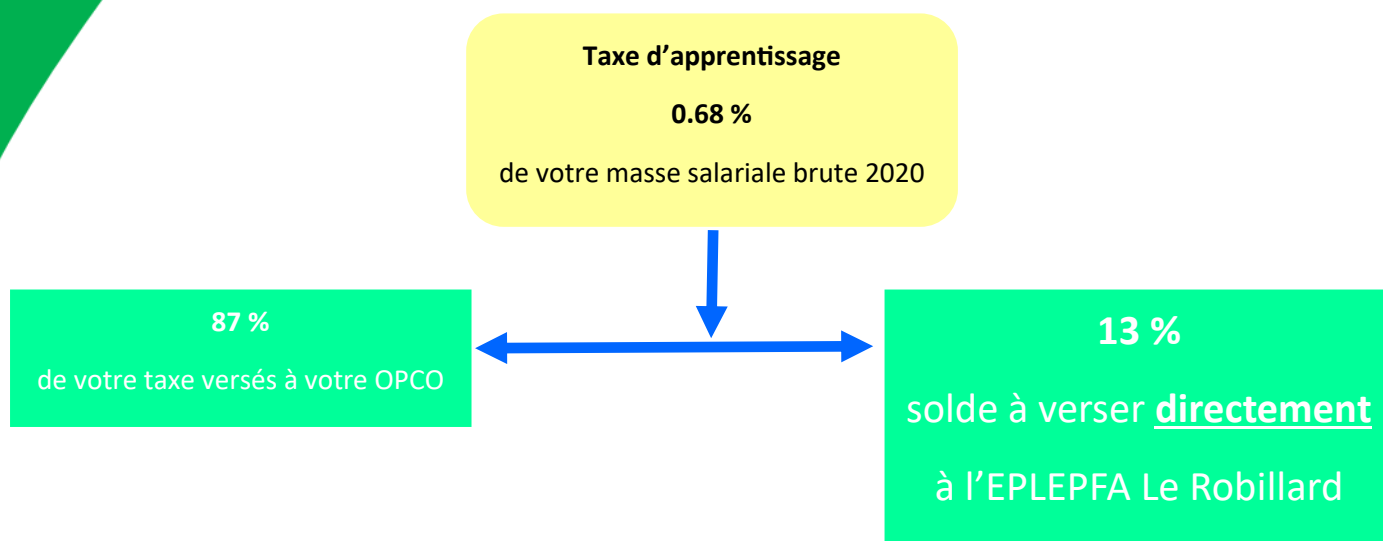 Taxe d’apprentissage
0.68 %
de votre masse salariale brute 2020
87 %
de votre taxe versés à votre OPCO
13 %
solde à verser directement
à l’EPLEPFA Le Robillard